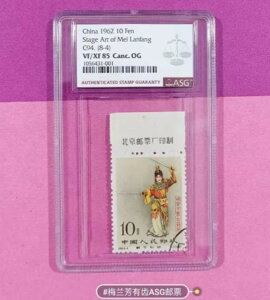 China 1962 10 Fen
Stage Art of Mei Lanfang
C94. (8-4)
VF/XF 85 Canc. OG
1056431-001
ASG
AUTHENTICATED STAMP GUARANTY
北京邮票厂印制
10分
中国人民邮政
#梅兰芳有齿ASG邮票